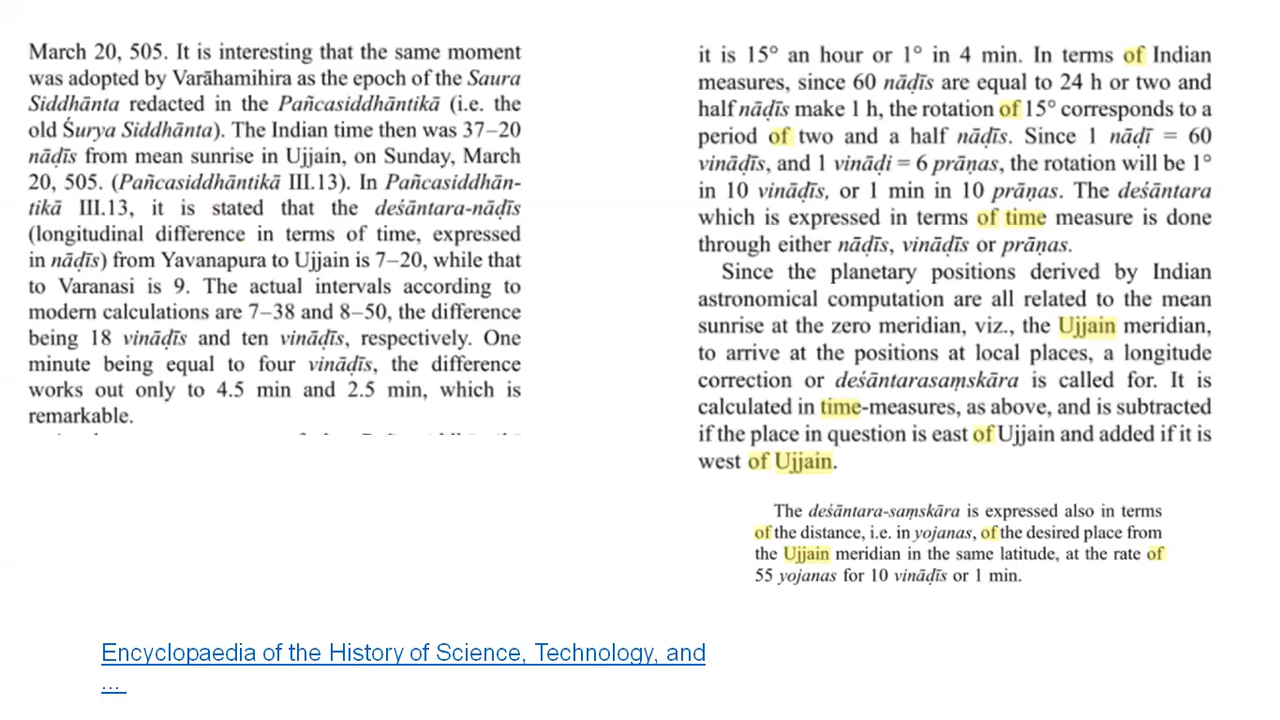 March 20, 505. It is interesting that the same moment
was adopted by Varāhamihira as the epoch of the Saura
Siddhānta redacted in the Pañcasiddhāntikā (i.e. the
old Śurya Siddhānta). The Indian time then was 37–20
nāḍīs from mean sunrise in Ujjain, on Sunday, March
20, 505. (Pañcasiddhāntikā III.13). In Pañcasiddhān-
tikā III.13, it is stated that the deśāntara-nāḍīs
(longitudinal difference in terms of time, expressed
in nāḍīs) from Yavanapura to Ujjain is 7–20, while that
to Varanasi is 9. The actual intervals according to
modern calculations are 7–38 and 8–50, the difference
being 18 vināḍīs and ten vināḍīs, respectively. One
minute being equal to four vināḍīs, the difference
works out only to 4.5 min and 2.5 min, which is
remarkable.
it is 15° an hour or 1° in 4 min. In terms of Indian
measures, since 60 nāḍīs are equal to 24 h or two and
half nāḍīs make 1 h, the rotation of 15° corresponds to a
period of two and a half nāḍīs. Since 1 nāḍī = 60
vināḍīs, and 1 vināḍi = 6 prāṇas, the rotation will be 1°
in 10 vināḍīs, or 1 min in 10 prāṇas. The deśāntara
which is expressed in terms of time measure is done
through either nāḍīs, vināḍīs or prāṇas.
Since the planetary positions derived by Indian
astronomical computation are all related to the mean
sunrise at the zero meridian, viz., the Ujjain meridian,
to arrive at the positions at local places, a longitude
correction or deśāntarasaṃskāra is called for. It is
calculated in time-measures, as above, and is subtracted
if the place in question is east of Ujjain and added if it is
west of Ujjain.
The deśāntara-saṃskāra is expressed also in terms
of the distance, i.e. in yojanas, of the desired place from
the Ujjain meridian in the same latitude, at the rate of
55 yojanas for 10 vināḍīs or 1 min.
Encyclopaedia of the History of Science, Technology, and
...